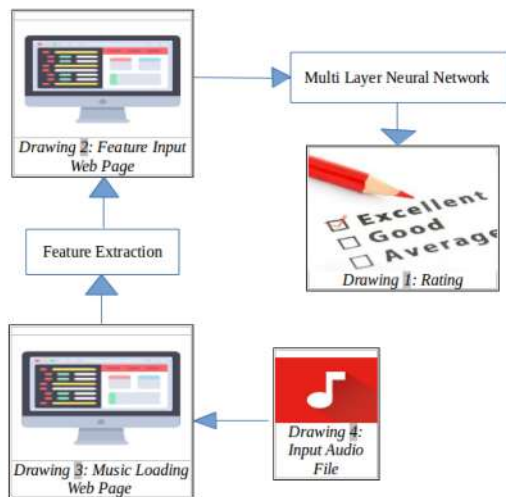 Drawing 2: Feature Input
Web Page
Multi Layer Neural Network
Excellent
Good
Average
Drawing 1: Rating
Feature Extraction
Drawing 3: Music Loading
Web Page
Drawing 4:
Input Audio
File